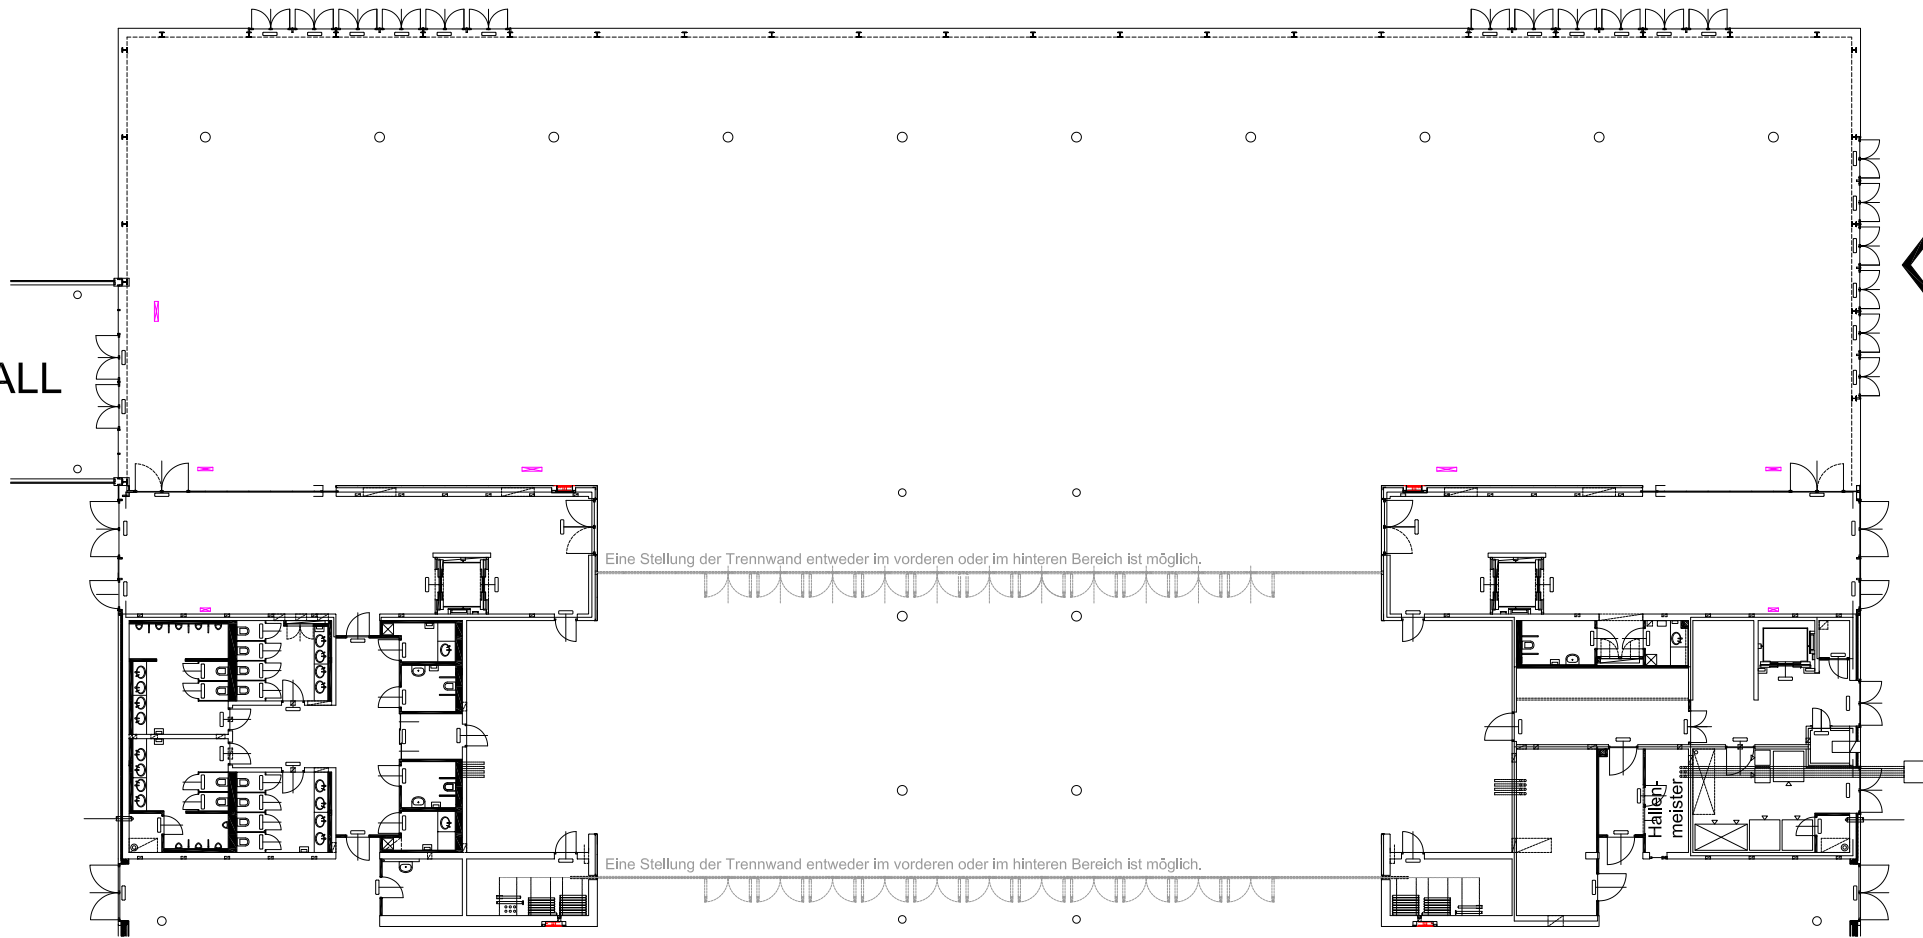 ALL
Eine Stellung der Trennwand entweder im vorderen oder im hinteren Bereich ist möglich.
Hallen-
meister
Eine Stellung der Trennwand entweder im vorderen oder im hinteren Bereich ist möglich.